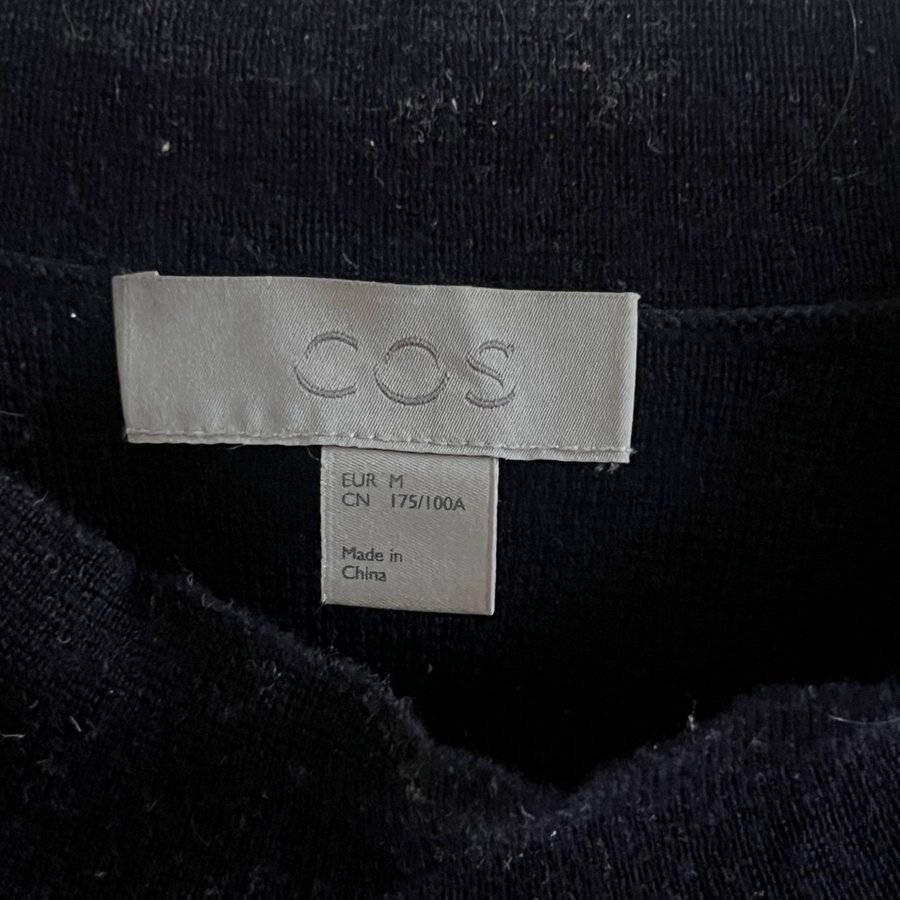 COS
EUR M
CN 175/100A
Made in
China